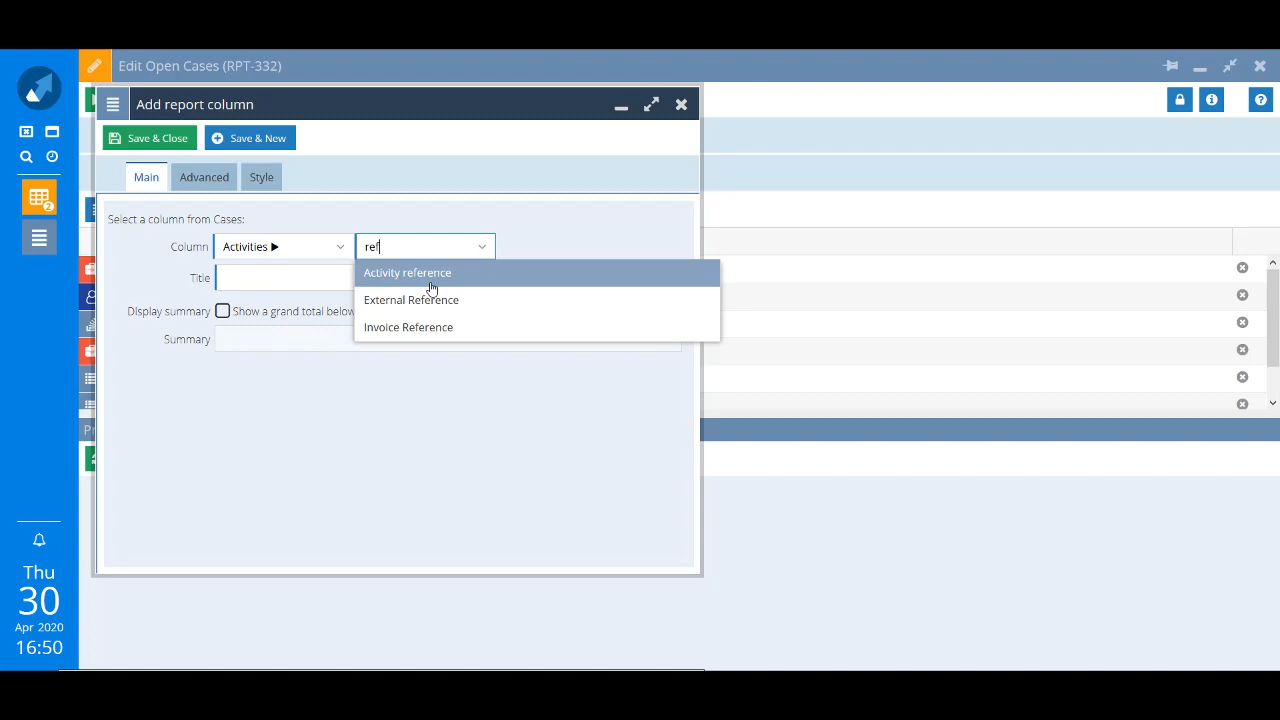 Edit Open Cases (RPT-332)
Add report column
Save & Close
Save & New
Main
Advanced
Style
Select a column from Cases:
Column
Activities ▶
ref
Activity reference
Title
External Reference
Display summary
Show a grand total below
Invoice Reference
Summary
2
Thu
30
Apr 2020
16:50